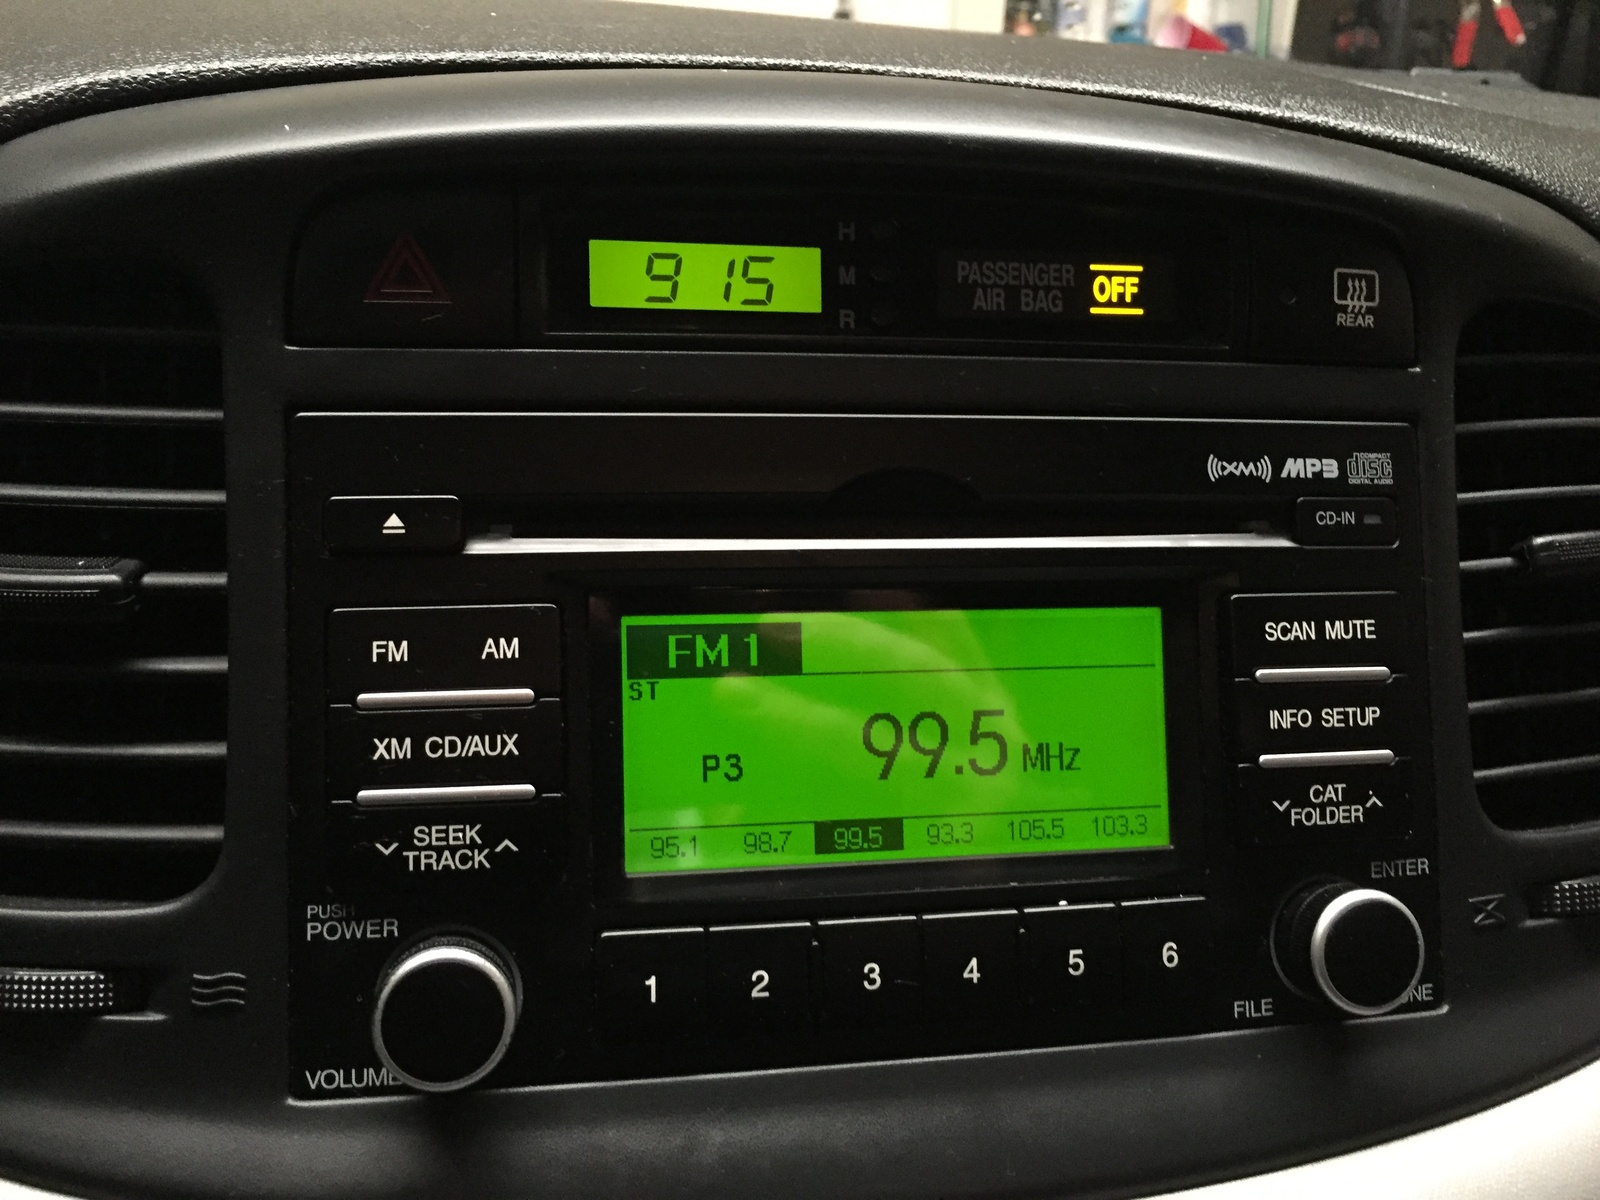 9 15
H
M
R
PASSENGER
AIR BAG
OFF
REAR
((XM)) MP3 COMPACT disc DIGITAL AUDIO
CD-IN
FM AM
XM CD/AUX
SEEK
TRACK
PUSH
POWER
VOLUME
FM 1
ST
P3
99.5 MHz
95.1 98.7 99.5 93.3 105.5 103.3
1 2 3 4 5 6
SCAN MUTE
INFO SETUP
CAT
FOLDER
ENTER
FILE